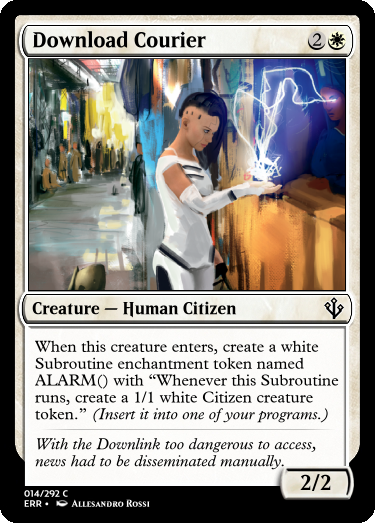 Download Courier 2
Creature — Human Citizen
When this creature enters, create a white
Subroutine enchantment token named
ALARM() with “Whenever this Subroutine
runs, create a 1/1 white Citizen creature
token.” (Insert it into one of your programs.)
With the Downlink too dangerous to access,
news had to be disseminated manually.
2/2
014/292 C
ERR • Allesandro Rossi